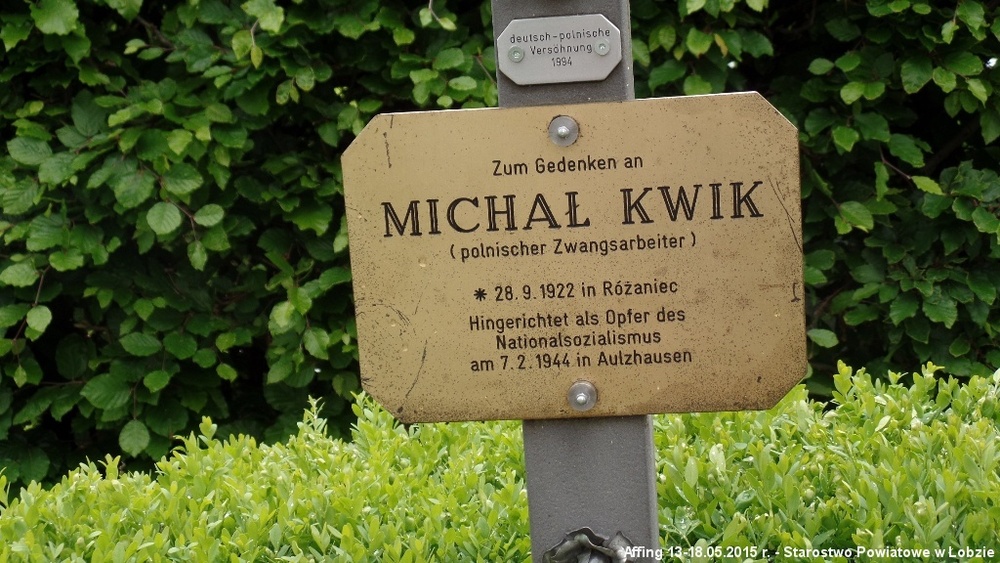 deutsch-polnische
Versöhnung
1994
Zum Gedenken an
MICHAŁ KWIK
(polnischer Zwangsarbeiter)
* 28.9.1922 in Różaniec
Hingerichtet als Opfer des
Nationalsozialismus
am 7.2.1944 in Aulzhausen
Affing 13-18.05.2015 r. - Starostwo Powiatowe w Łobzie